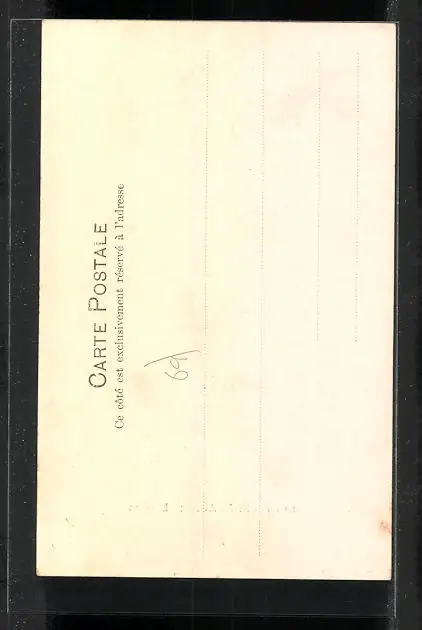 CARTE POSTALE
Ce côté est exclusivement réservé à l'adresse
69